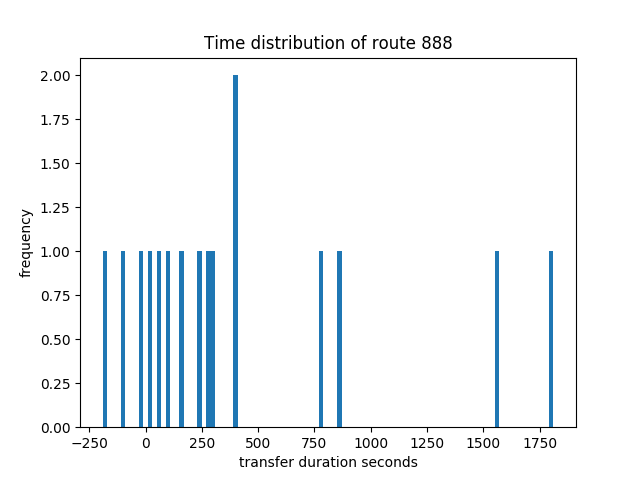 Time distribution of route 888
2.00
1.75
1.50
1.25
1.00
0.75
0.50
0.25
0.00
frequency
−250 0 250 500 750 1000 1250 1500 1750
transfer duration seconds